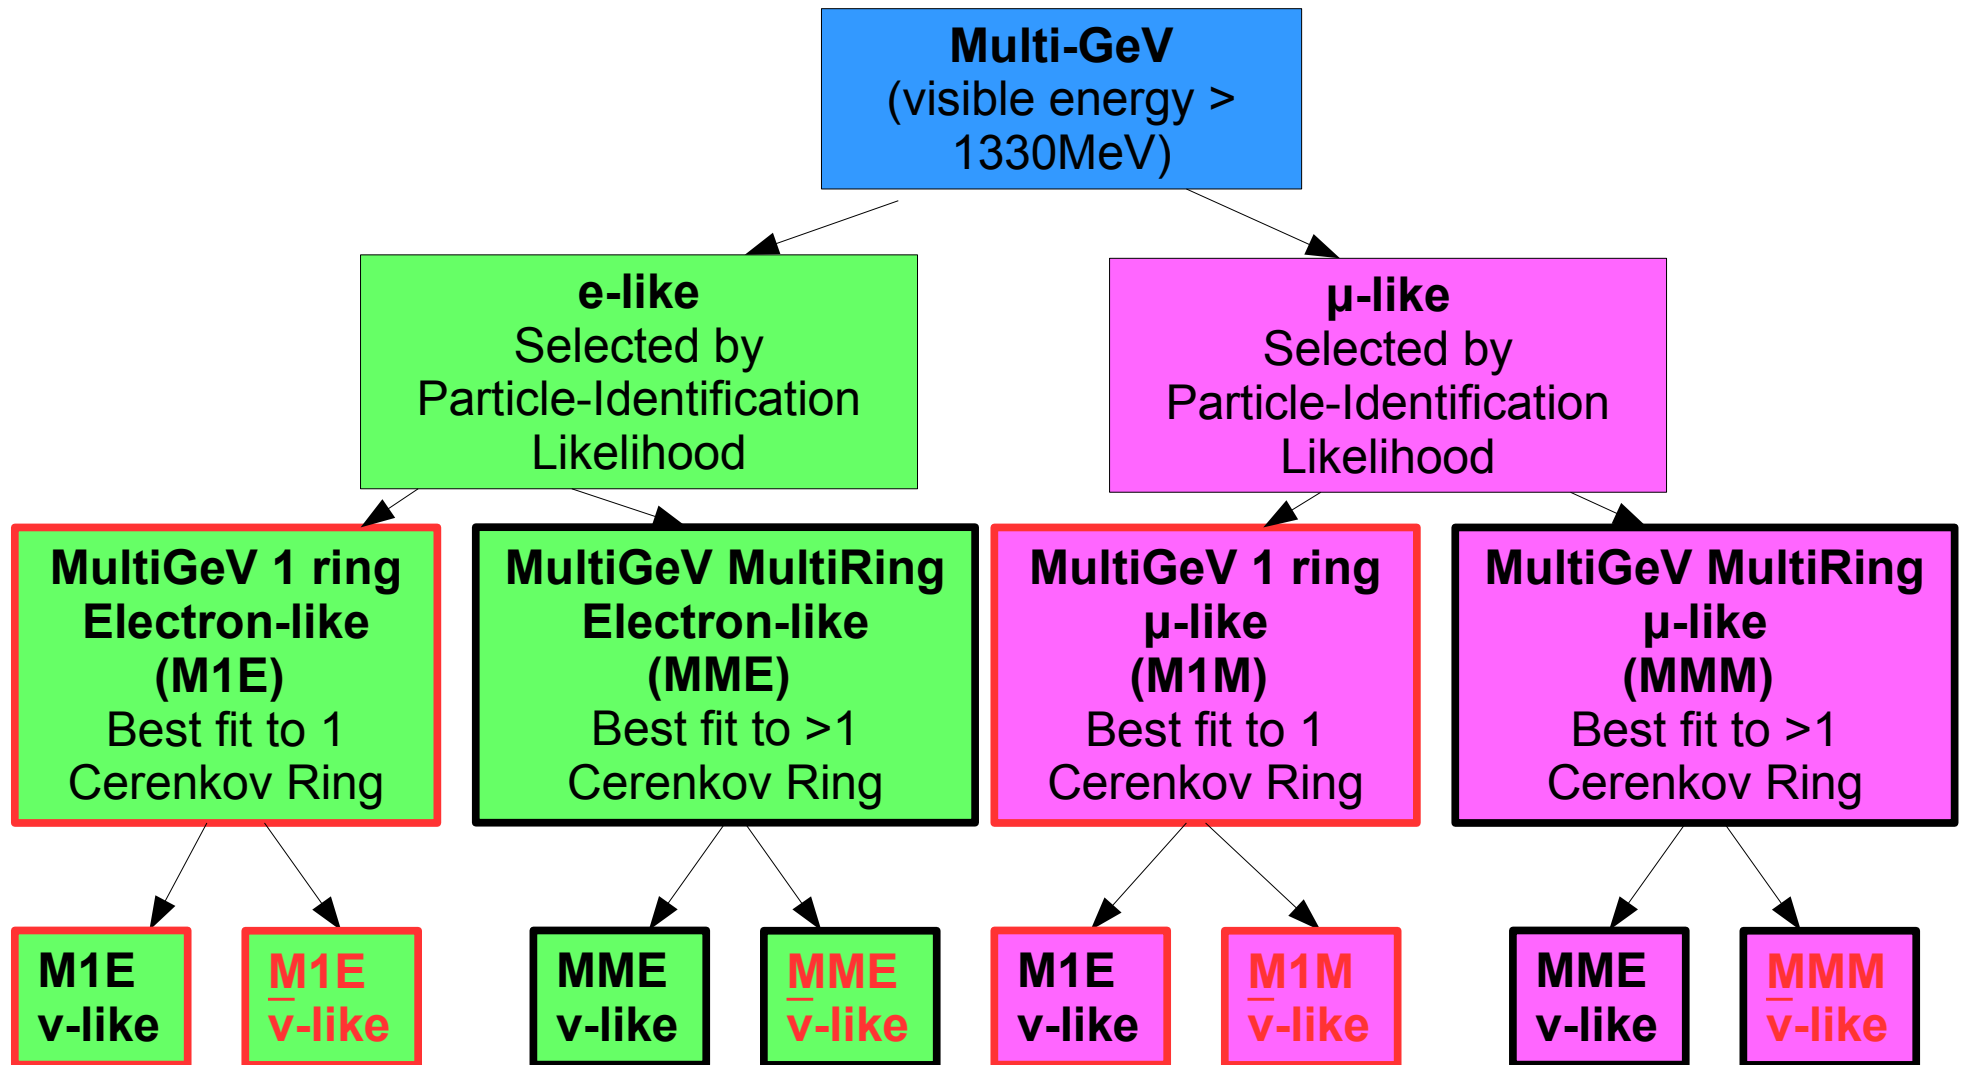 Multi-GeV
(visible energy >
1330MeV)
e-like
Selected by
Particle-Identification
Likelihood
µ-like
Selected by
Particle-Identification
Likelihood
MultiGeV 1 ring
Electron-like
(M1E)
Best fit to 1
Cerenkov Ring
MultiGeV MultiRing
Electron-like
(MME)
Best fit to >1
Cerenkov Ring
MultiGeV 1 ring
µ-like
(M1M)
Best fit to 1
Cerenkov Ring
MultiGeV MultiRing
µ-like
(MMM)
Best fit to >1
Cerenkov Ring
M1E
ν-like
M1E
ν̅-like
MME
ν-like
MME
ν̅-like
M1E
ν-like
M1M
ν̅-like
MME
ν-like
MMM
ν̅-like